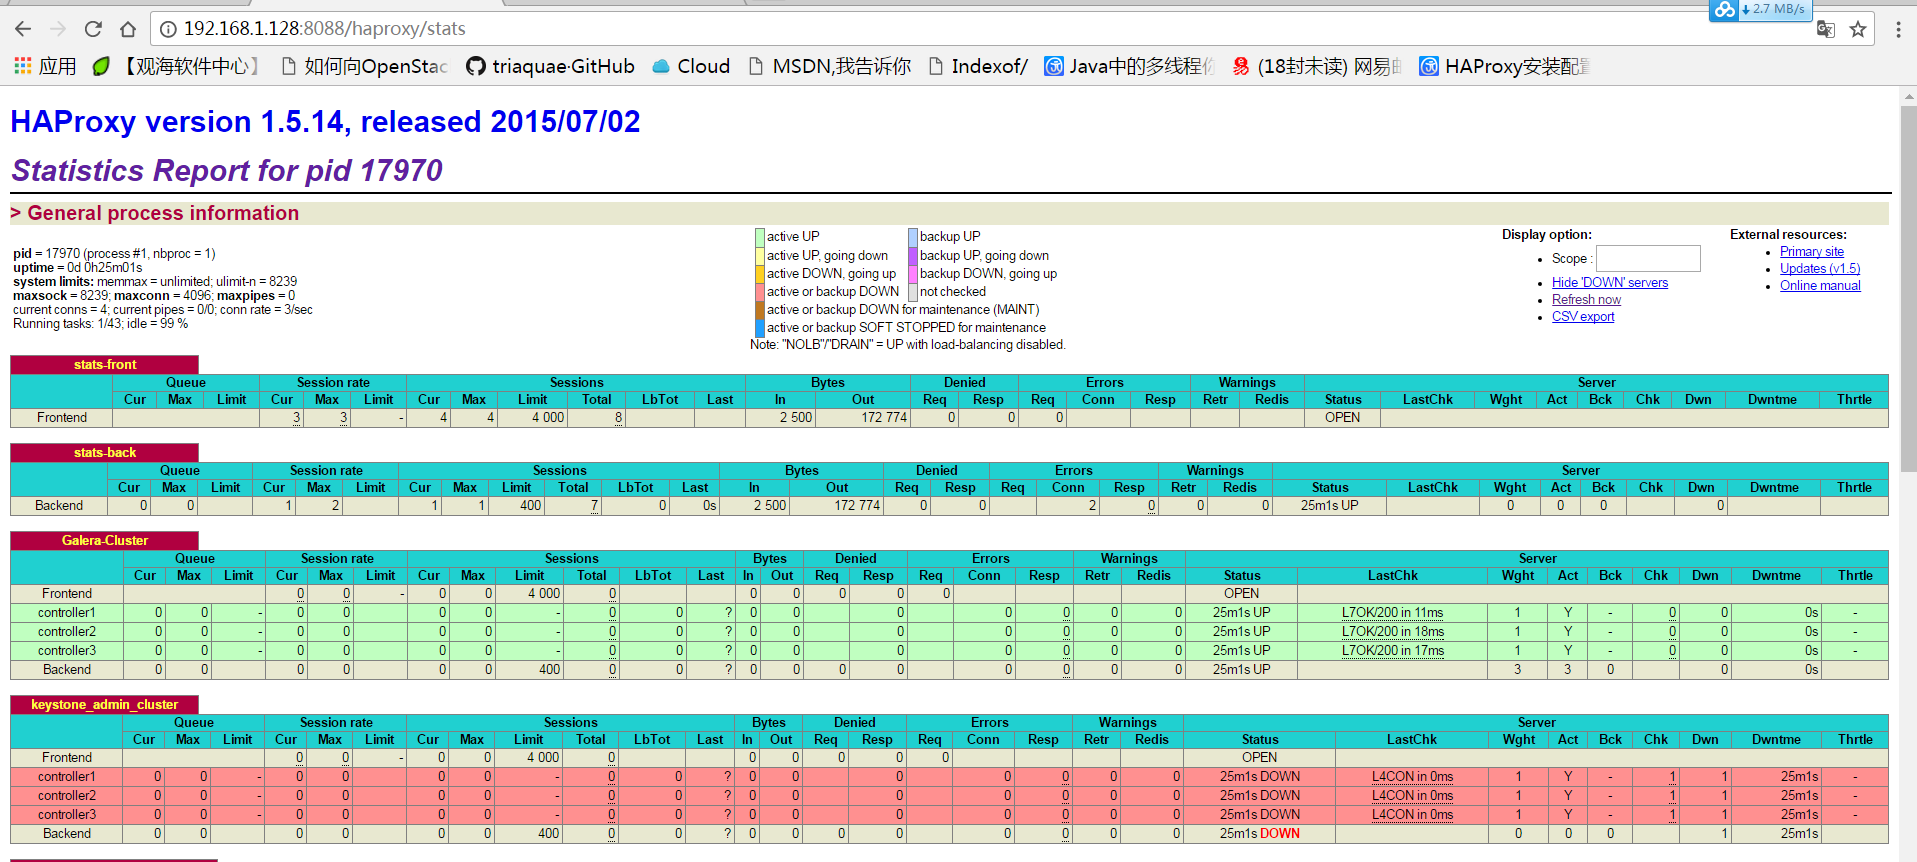 2.7 MB/s
192.168.1.128:8088/haproxy/stats
应用 【观海软件中心】 如何向OpenStac triaquae·GitHub Cloud MSDN,我告诉你 Indexof/ Java中的多线程你 (18封未读) 网易邮 HAProxy安装配置
HAProxy version 1.5.14, released 2015/07/02
Statistics Report for pid 17970
> General process information
pid = 17970 (process #1, nbproc = 1)
uptime = 0d 0h25m01s
system limits: memmax = unlimited; ulimit-n = 8239
maxsock = 8239; maxconn = 4096; maxpipes = 0
current conns = 4; current pipes = 0/0; conn rate = 3/sec
Running tasks: 1/43; idle = 99 %
active UP backup UP
active UP, going down backup UP, going down
active DOWN, going up backup DOWN, going up
active or backup DOWN not checked
active or backup DOWN for maintenance (MAINT)
active or backup SOFT STOPPED for maintenance
Note: "NOLB"/"DRAIN" = UP with load-balancing disabled.
Display option:
Scope :
Hide 'DOWN' servers
Refresh now
CSV export
External resources:
Primary site
Updates (v1.5)
Online manual
stats-front
Queue Session rate Sessions Bytes Denied Errors Warnings Server
Cur Max Limit Cur Max Limit Cur Max Limit Total LbTot Last In Out Req Resp Req Conn Resp Retr Redis Status LastChk Wght Act Bck Chk Dwn Dwntme Thrtle
Frontend 3 3 - 4 4 4 000 8 2 500 172 774 0 0 0 OPEN
stats-back
Queue Session rate Sessions Bytes Denied Errors Warnings Server
Cur Max Limit Cur Max Limit Cur Max Limit Total LbTot Last In Out Req Resp Req Conn Resp Retr Redis Status LastChk Wght Act Bck Chk Dwn Dwntme Thrtle
Backend 0 0 1 2 1 1 400 7 0 0s 2 500 172 774 0 0 2 0 0 0 25m1s UP 0 0 0 0
Galera-Cluster
Queue Session rate Sessions Bytes Denied Errors Warnings Server
Cur Max Limit Cur Max Limit Cur Max Limit Total LbTot Last In Out Req Resp Req Conn Resp Retr Redis Status LastChk Wght Act Bck Chk Dwn Dwntme Thrtle
Frontend 0 0 - 0 0 4 000 0 0 0 0 0 0 OPEN
controller1 0 0 - 0 0 0 0 - 0 0 ? 0 0 0 0 0 0 0 25m1s UP L7OK/200 in 11ms 1 Y - 0 0 0s -
controller2 0 0 - 0 0 0 0 - 0 0 ? 0 0 0 0 0 0 0 25m1s UP L7OK/200 in 18ms 1 Y - 0 0 0s -
controller3 0 0 - 0 0 0 0 - 0 0 ? 0 0 0 0 0 0 0 25m1s UP L7OK/200 in 17ms 1 Y - 0 0 0s -
Backend 0 0 0 0 0 0 400 0 0 ? 0 0 0 0 0 0 0 0 25m1s UP 3 3 0 0 0s
keystone_admin_cluster
Queue Session rate Sessions Bytes Denied Errors Warnings Server
Cur Max Limit Cur Max Limit Cur Max Limit Total LbTot Last In Out Req Resp Req Conn Resp Retr Redis Status LastChk Wght Act Bck Chk Dwn Dwntme Thrtle
Frontend 0 0 - 0 0 4 000 0 0 0 0 0 0 OPEN
controller1 0 0 - 0 0 0 0 - 0 0 ? 0 0 0 0 0 0 0 25m1s DOWN L4CON in 0ms 1 Y - 1 1 25m1s -
controller2 0 0 - 0 0 0 0 - 0 0 ? 0 0 0 0 0 0 0 25m1s DOWN L4CON in 0ms 1 Y - 1 1 25m1s -
controller3 0 0 - 0 0 0 0 - 0 0 ? 0 0 0 0 0 0 0 25m1s DOWN L4CON in 0ms 1 Y - 1 1 25m1s -
Backend 0 0 0 0 0 0 400 0 0 ? 0 0 0 0 0 0 0 0 25m1s DOWN 0 0 0 1 25m1s